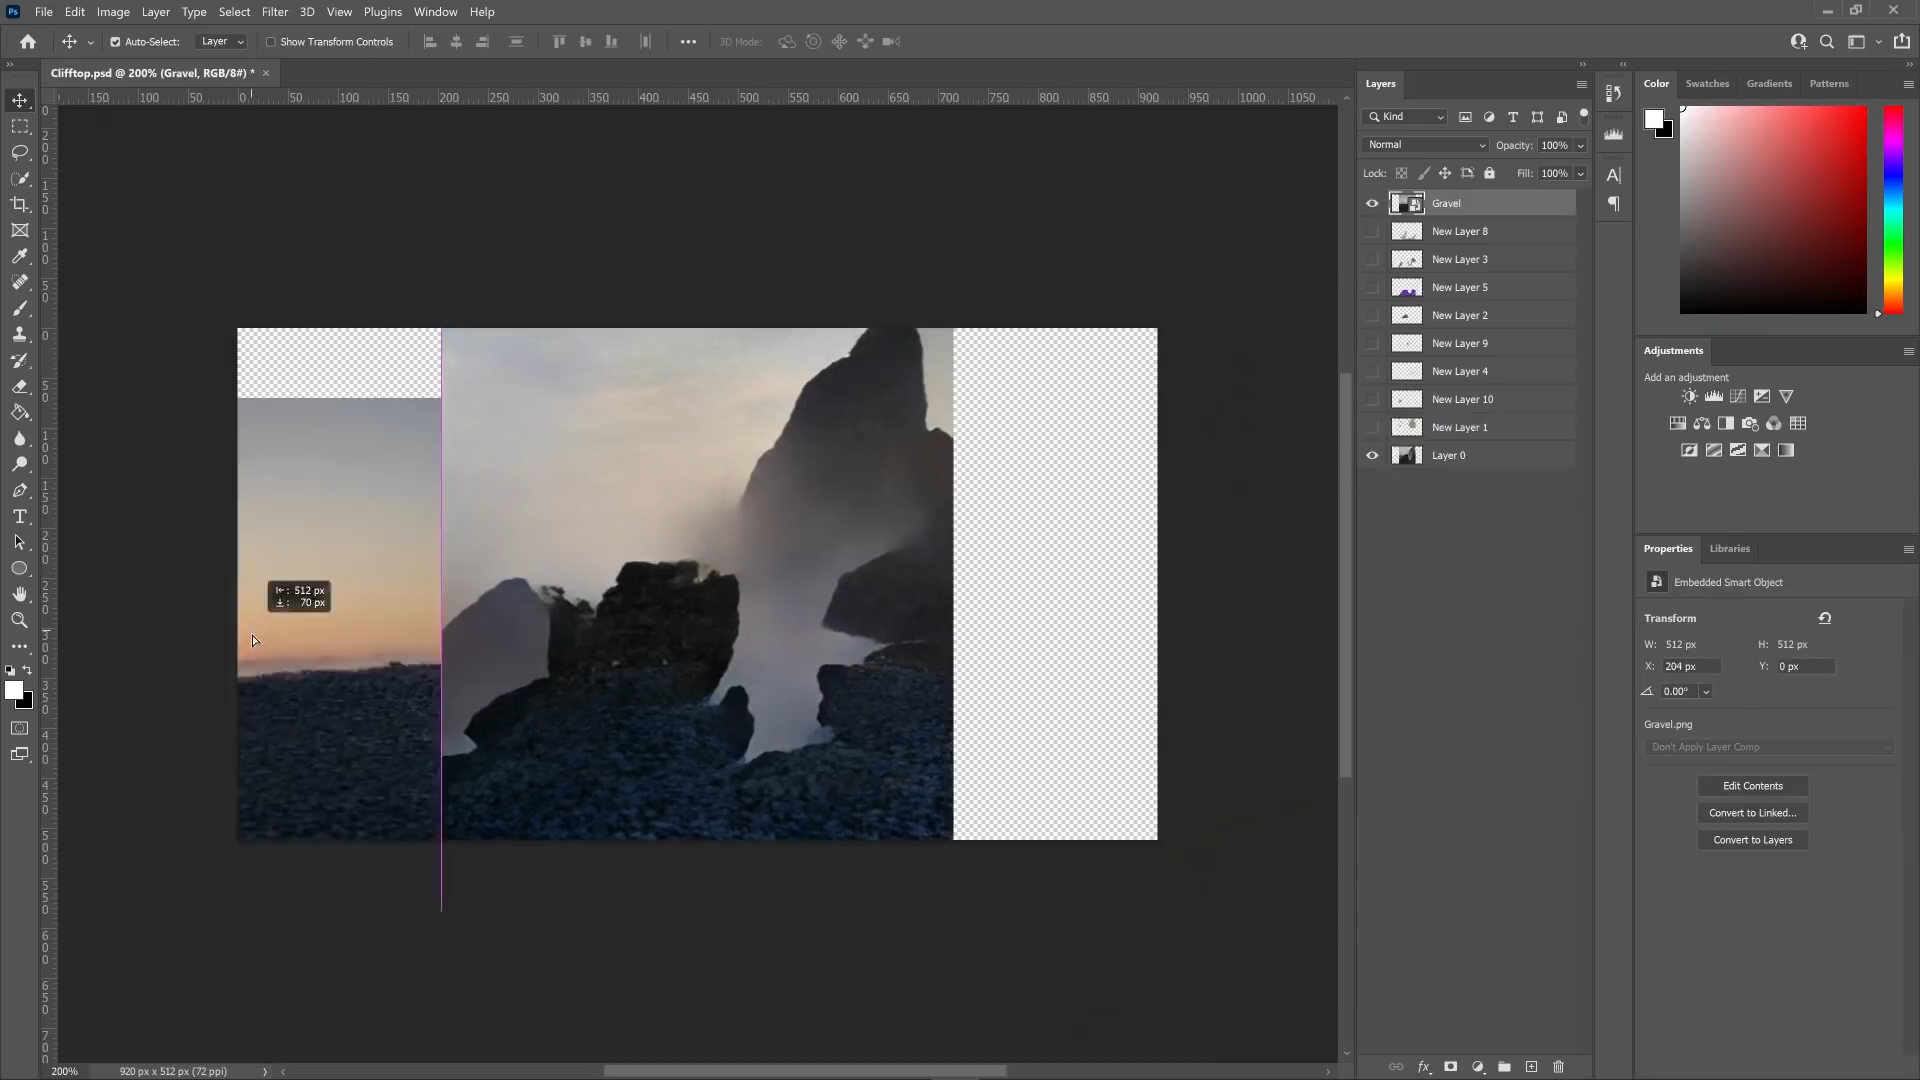 Ps File Edit Image Layer Type Select Filter 3D View Plugins Window Help
Auto-Select: Layer Show Transform Controls 3D Mode:
Clifftop.psd @ 200% (Gravel, RGB/8#) * ×
150 100 50 0 50 100 150 200 250 300 350 400 450 500 550 600 650 700 750 800 850 900 950 1000 1050
512 px
70 px
200% 920 px x 512 px (72 ppi)
Layers
Kind
Normal Opacity: 100%
Lock: Fill: 100%
Gravel
New Layer 8
New Layer 3
New Layer 5
New Layer 2
New Layer 9
New Layer 4
New Layer 10
New Layer 1
Layer 0
fx
Color Swatches Gradients Patterns
Adjustments
Add an adjustment
Properties Libraries
Embedded Smart Object
Transform
W: 512 px H: 512 px
X: 204 px Y: 0 px
0.00°
Gravel.png
Don't Apply Layer Comp
Edit Contents
Convert to Linked...
Convert to Layers